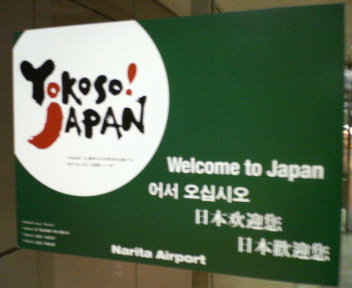 Yokoso!
JAPAN
Welcome to Japan
어서 오십시오
日本欢迎您
日本歡迎您
Narita Airport